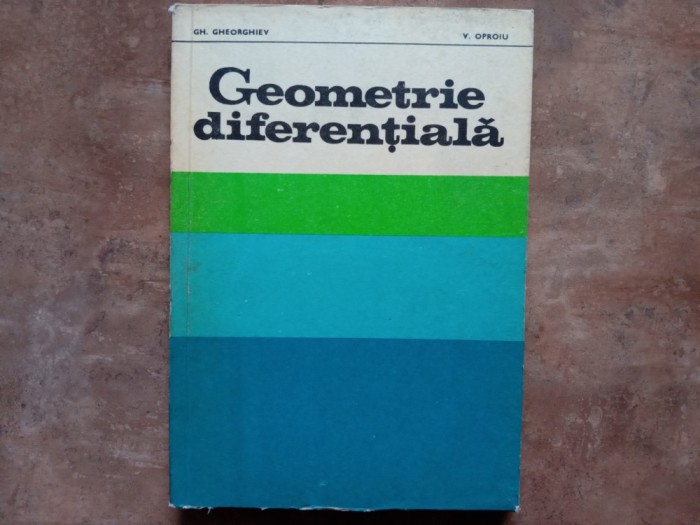 GH. GHEORGHIEV V. OPROIU
Geometrie
diferențială